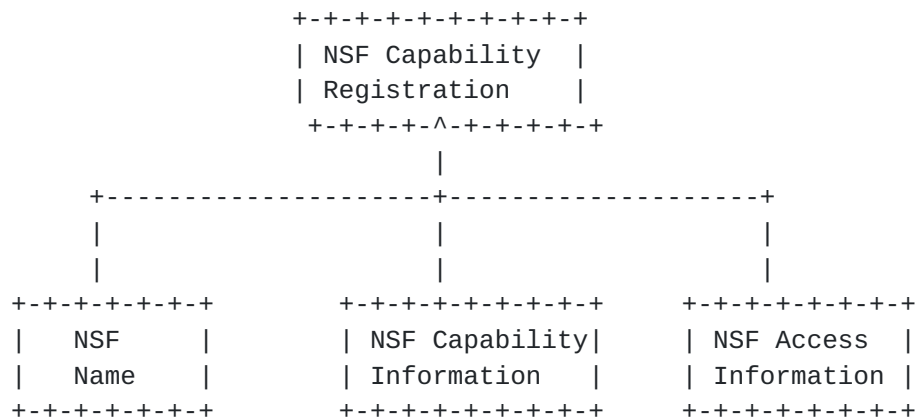 +-+-+-+-+-+-+-+-+-+
| NSF Capability  |
| Registration    |
+-+-+-+-^-+-+-+-+-+
|
+---------------------+--------------------+
|                     |                    |
|                     |                    |
+-+-+-+-+-+-+        +-+-+-+-+-+-+-+-+     +-+-+-+-+-+-+-+
|   NSF     |        | NSF Capability|     | NSF Access  |
|   Name    |        | Information   |     | Information |
+-+-+-+-+-+-+        +-+-+-+-+-+-+-+-+     +-+-+-+-+-+-+-+